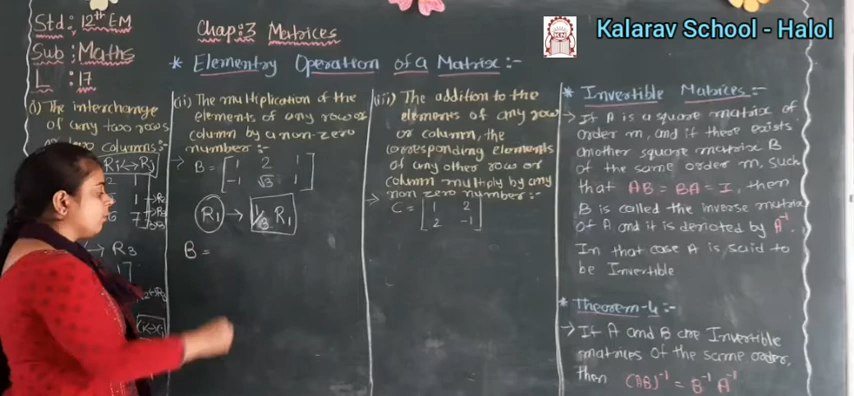 Std: 12th EM
Sub: Maths
L : 17
Chap:3 Matrices
* Elementry Operation of a Matrix:-
Kalarav School - Halol
(i) The interchange
of any two rows
or two columns:-
Ri↔Rj
(ii) The multiplication of the
elements of any row or
column by a non-zero
number:-
→ B = [ 1 2 1
-1 √3 1 ]
R1 → 1/3 R1
B =
(iii) The addition to the
elements of any row
or column, the
corresponding elements
of any other row or
column multiply by any
non zero number:-
→ C = [ 1 2
2 -1 ]
* Invertible Matrices:-
→ If A is a square matrix of
order m, and if there exists
another square matrix B
of the same order m, such
that AB = BA = I, then
B is called the inverse matrix
of A and it is denoted by A⁻¹
In that case A is said to
be Invertible
* Theorem-4:-
→ If A and B are Invertible
matrices of the same order,
then (AB)⁻¹ = B⁻¹ A⁻¹